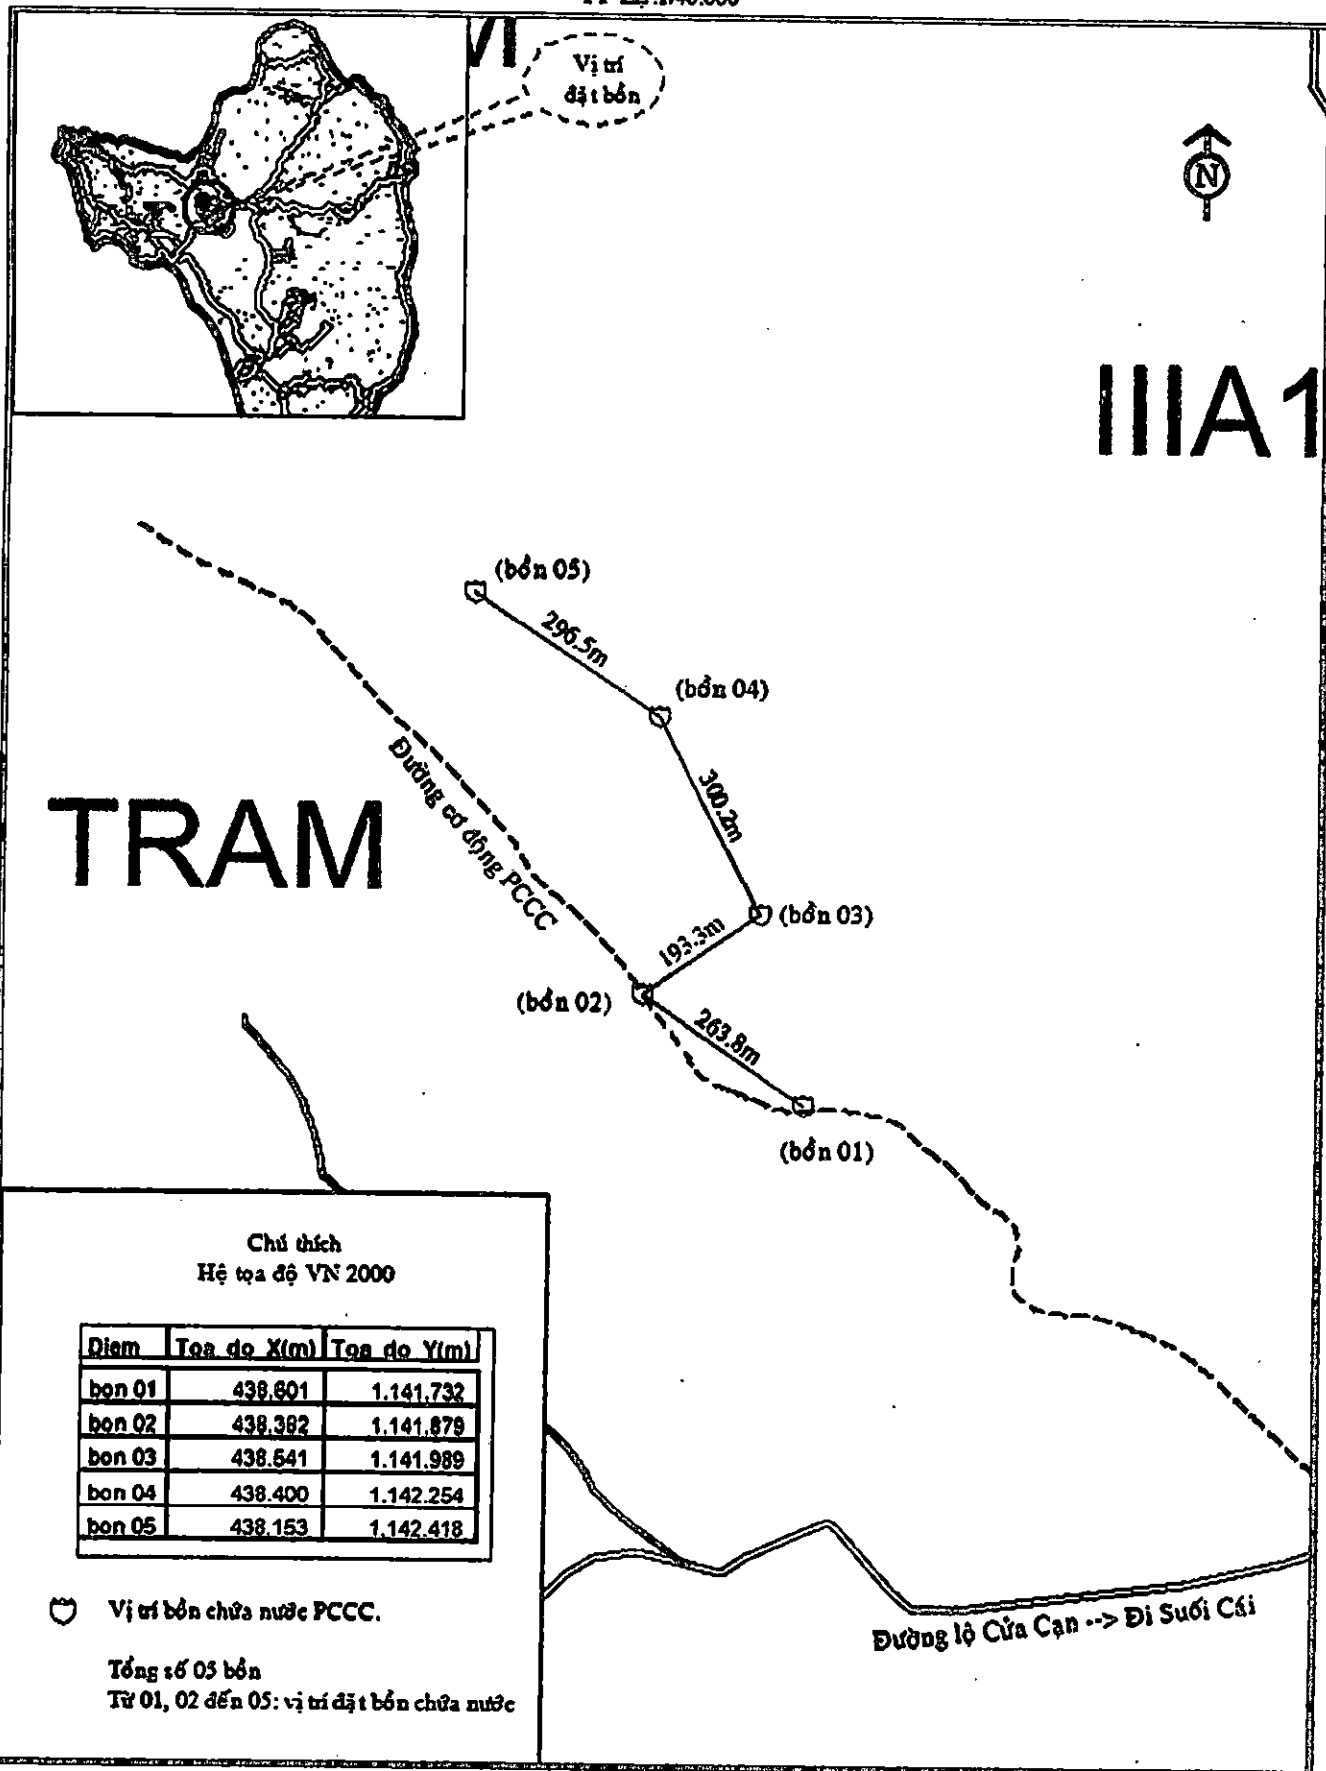 Vị trí
đặt bồn
N
IIIA1
(bồn 05)
296.5m
(bồn 04)
300.2m
Đường cơ động PCCC
TRAM
(bồn 03)
193.3m
(bồn 02)
263.8m
(bồn 01)
Chú thích
Hệ tọa độ VN 2000
Diem Toa do X(m) Toa do Y(m)
bon 01 438,601 1.141,732
bon 02 438,382 1,141,879
bon 03 438.541 1.141.989
bon 04 438.400 1.142.254
bon 05 438,153 1,142.418
Vị trí bồn chứa nước PCCC.
Tổng số 05 bồn
Từ 01, 02 đến 05: vị trí đặt bồn chứa nước
Đường lộ Cửa Cạn --> Đi Suối Cái